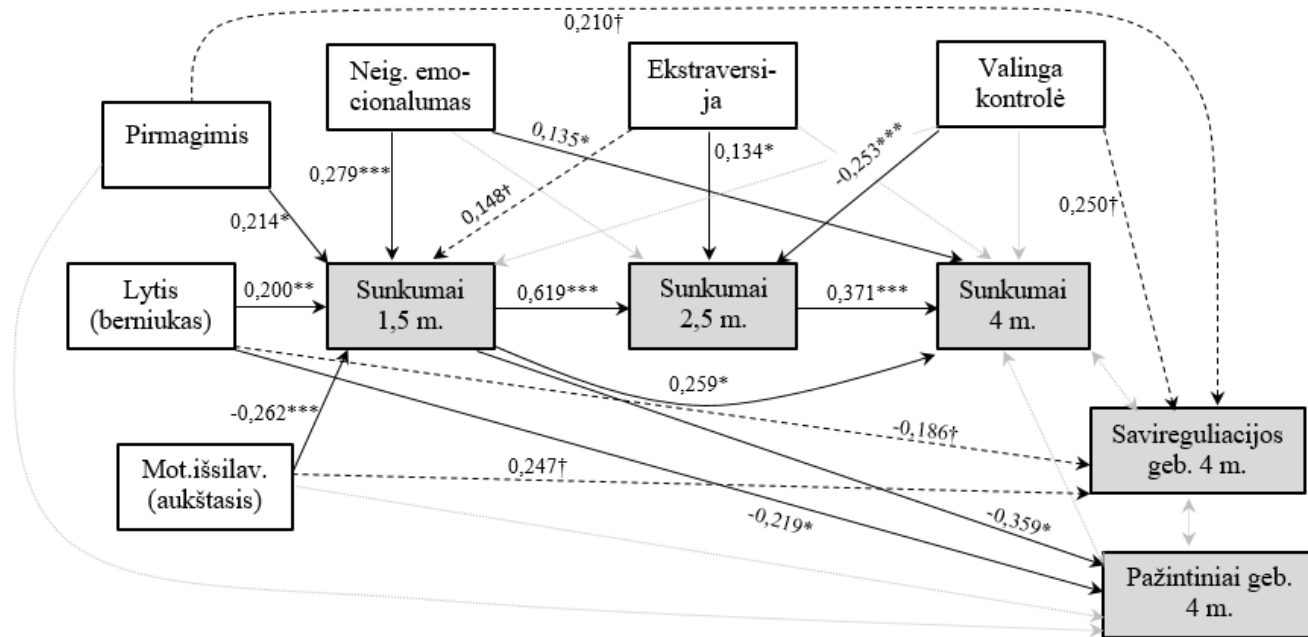 0,210†
Neig. emo-
cionalumas
Ekstraversi-
ja
Valinga
kontrolė
Pirmagimis
0,135*
0,279***
0,148†
0,134*
-0,253***
0,250†
0,214*
Lytis
(berniukas)
0,200**
Sunkumai
1,5 m.
0,619***
Sunkumai
2,5 m.
0,371***
Sunkumai
4 m.
0,259*
-0,262***
-0,186†
Savireguliacijos
geb. 4 m.
Mot.išsilav.
(aukštasis)
0,247†
-0,219*
-0,359*
Pažintiniai geb.
4 m.